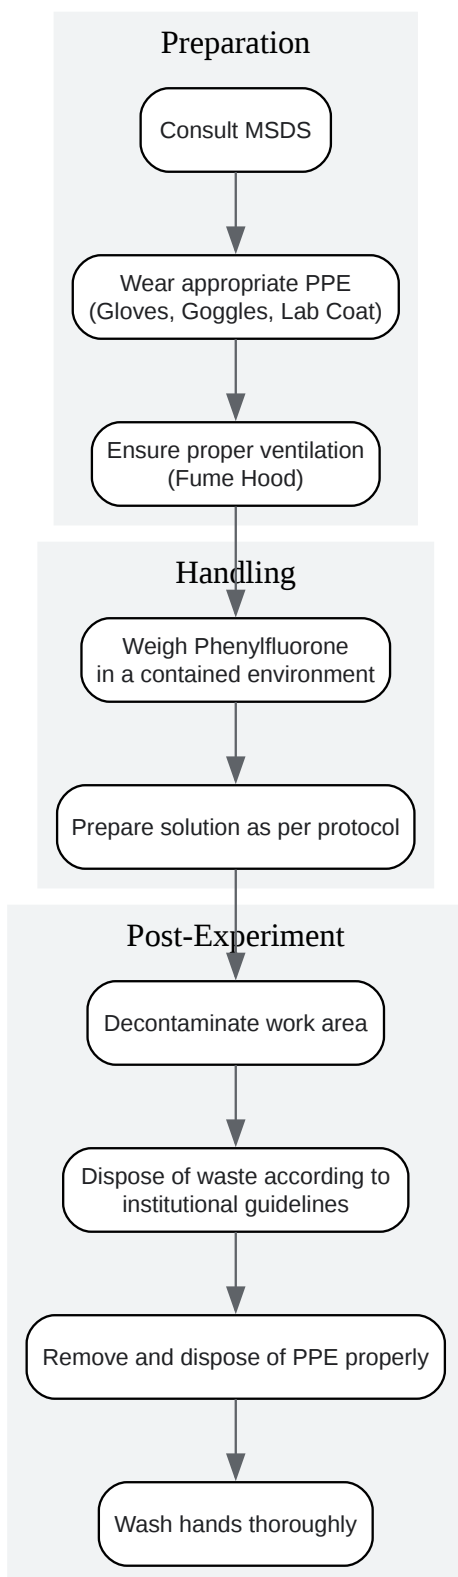 Preparation
Consult MSDS
Wear appropriate PPE
(Gloves, Goggles, Lab Coat)
Ensure proper ventilation
(Fume Hood)
Handling
Weigh Phenylfluorone
in a contained environment
Prepare solution as per protocol
Post-Experiment
Decontaminate work area
Dispose of waste according to
institutional guidelines
Remove and dispose of PPE properly
Wash hands thoroughly